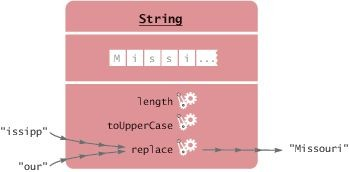 String
M i s s i ...
length
toUpperCase
"issipp"
replace
"Missouri"
"our"